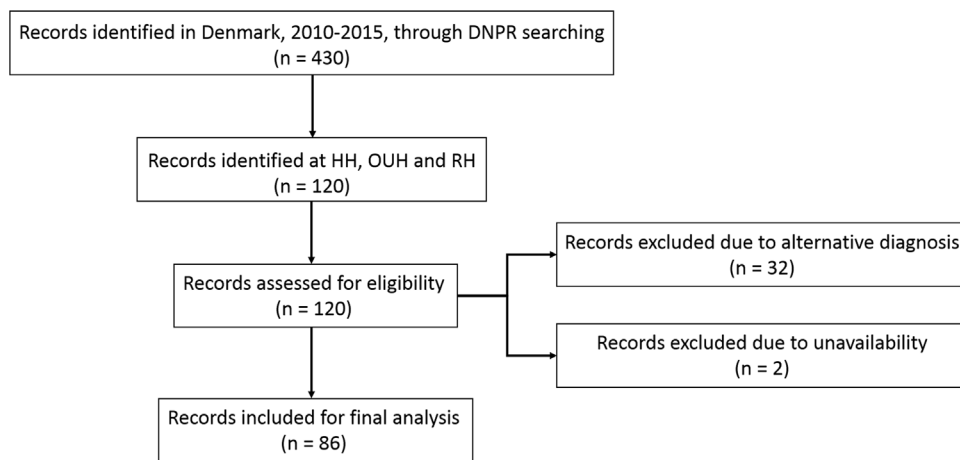 Records identified in Denmark, 2010-2015, through DNPR searching
(n = 430)
Records identified at HH, OUH and RH
(n = 120)
Records assessed for eligibility
(n = 120)
Records excluded due to alternative diagnosis
(n = 32)
Records excluded due to unavailability
(n = 2)
Records included for final analysis
(n = 86)